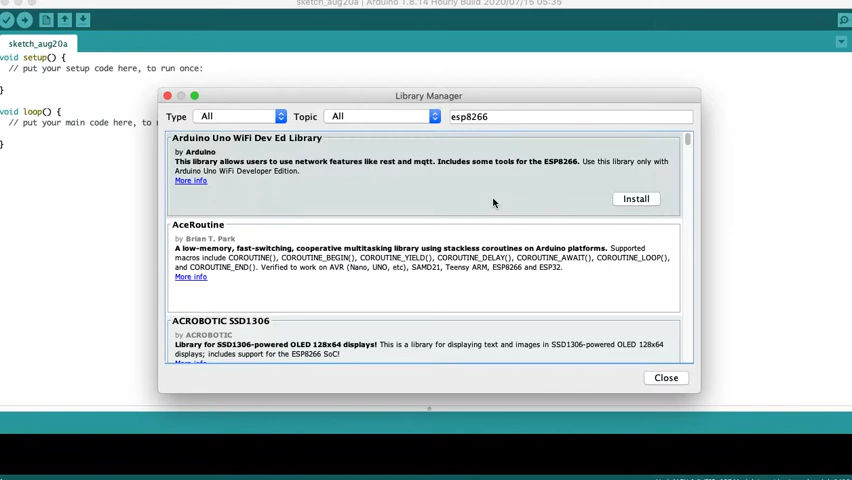 sketch_aug20a | Arduino 1.8.14 Hourly Build 2020/07/15 05:35
sketch_aug20a
void setup() {
// put your setup code here, to run once:
}
void loop() {
// put your main code here, to
}
Library Manager
Type All Topic All esp8266
Arduino Uno WiFi Dev Ed Library
by Arduino
This library allows users to use network features like rest and mqtt. Includes some tools for the ESP8266. Use this library only with
Arduino Uno WiFi Developer Edition.
More info
Install
AceRoutine
by Brian T. Park
A low-memory, fast-switching, cooperative multitasking library using stackless coroutines on Arduino platforms. Supported
macros include COROUTINE(), COROUTINE_BEGIN(), COROUTINE_YIELD(), COROUTINE_DELAY(), COROUTINE_AWAIT(), COROUTINE_LOOP(),
and COROUTINE_END(). Verified to work on AVR (Nano, UNO, etc), SAMD21, Teensy ARM, ESP8266 and ESP32.
More info
ACROBOTIC SSD1306
by ACROBOTIC
Library for SSD1306-powered OLED 128x64 displays! This is a library for displaying text and images in SSD1306-powered OLED 128x64
displays; includes support for the ESP8266 SoC!
More info
Close